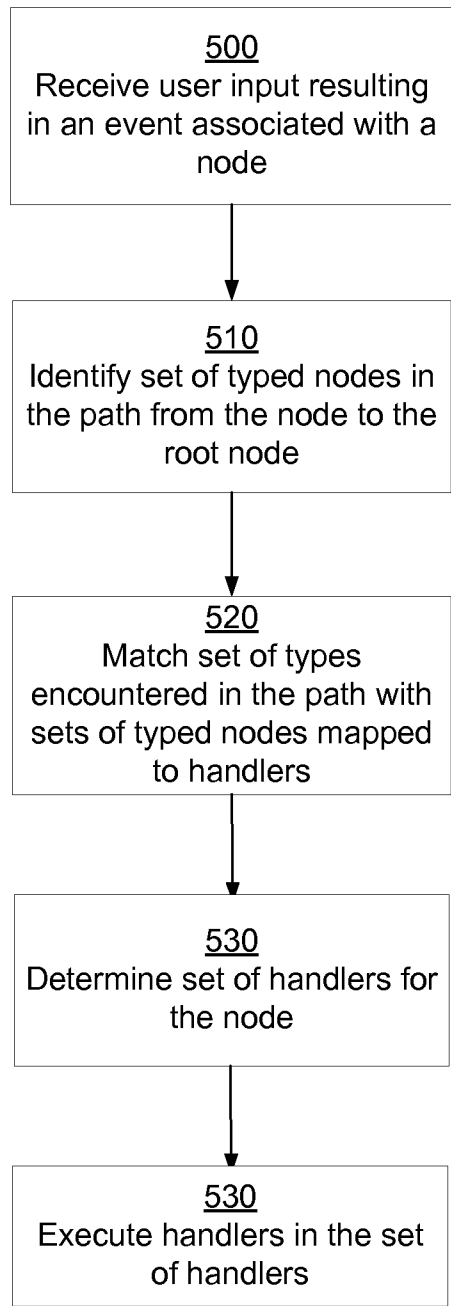 500
Receive user input resulting
in an event associated with a
node
510
Identify set of typed nodes in
the path from the node to the
root node
520
Match set of types
encountered in the path with
sets of typed nodes mapped
to handlers
530
Determine set of handlers for
the node
530
Execute handlers in the set
of handlers